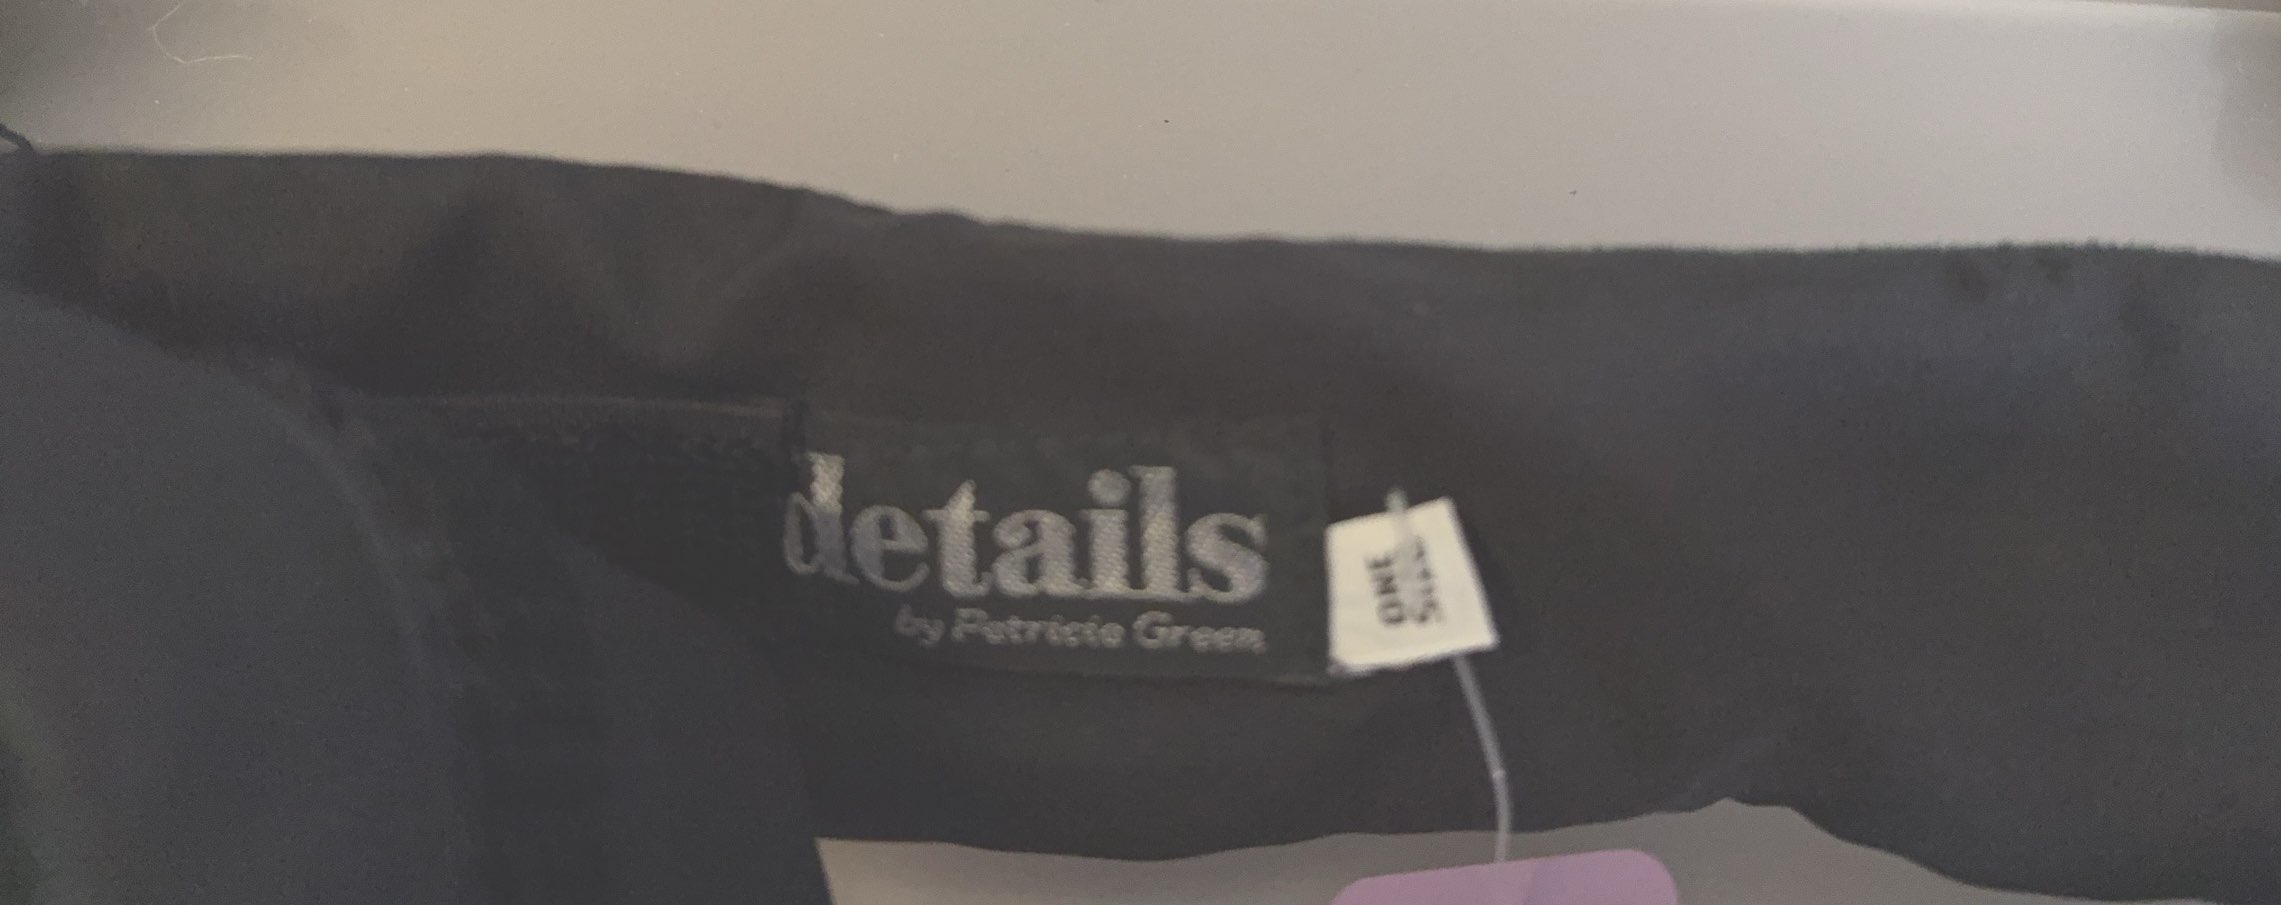 details
by Patricia Green
ONE
SIZE